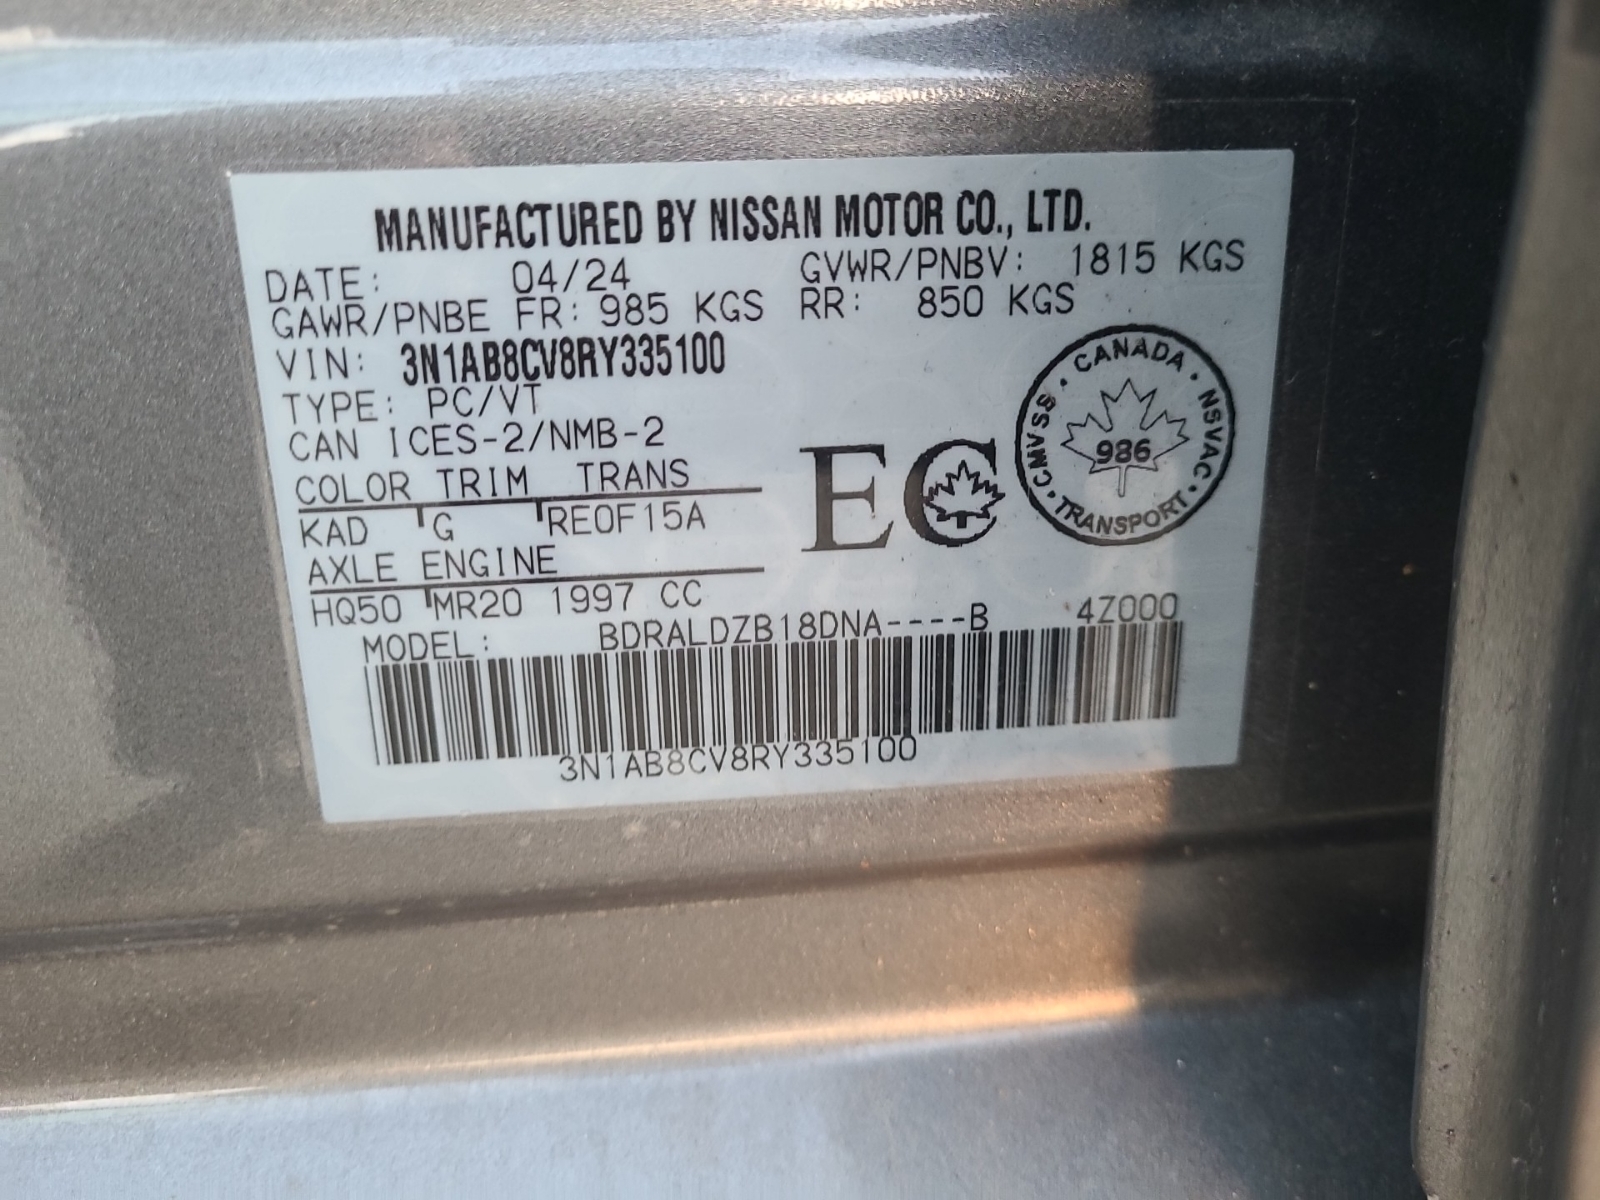 MANUFACTURED BY NISSAN MOTOR CO., LTD.
DATE: 04/24 GVWR/PNBV: 1815 KGS
GAWR/PNBE FR: 985 KGS RR: 850 KGS
VIN: 3N1AB8CV8RY335100
TYPE: PC/VT
CAN ICES-2/NMB-2
COLOR TRIM TRANS
KAD G RE0F15A
AXLE ENGINE
HQ50 MR20 1997 CC
EC
CANADA · NSVAC · TRANSPORT · CMVSS ·
986
MODEL: BDRALDZB18DNA----B 4Z000
3N1AB8CV8RY335100